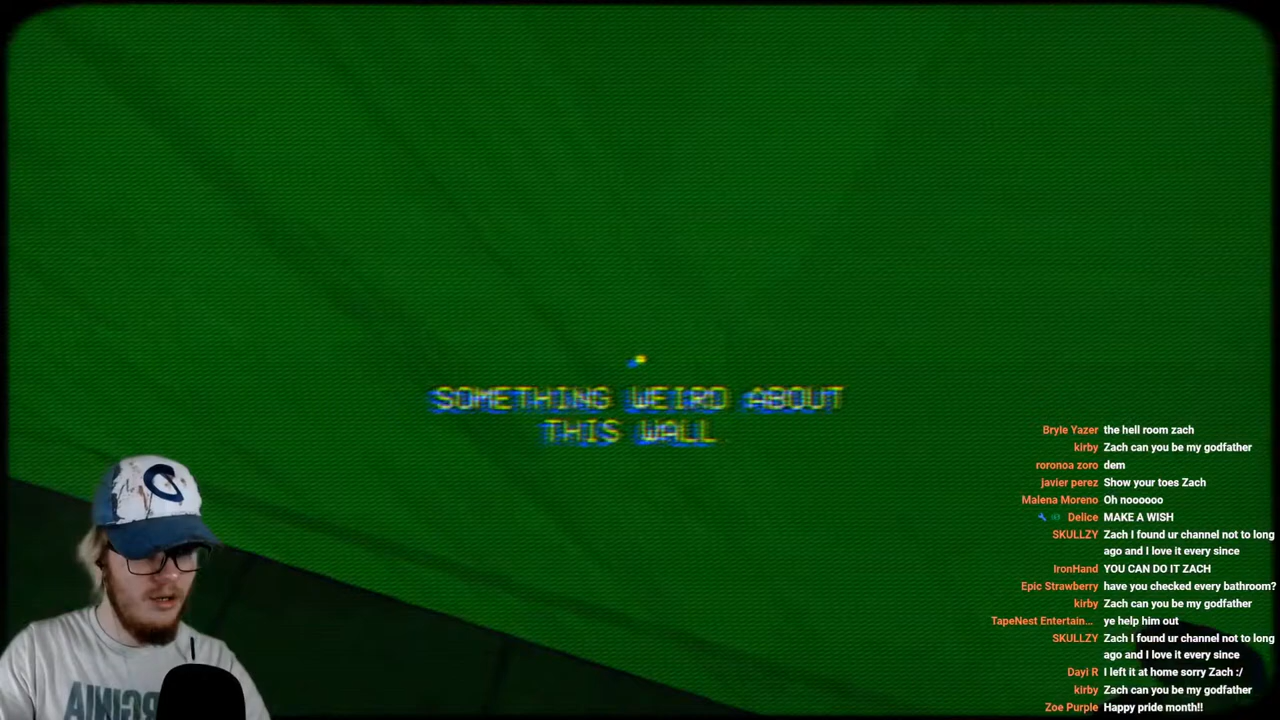 SOMETHING WEIRD ABOUT
THIS WALL.
Bryle Yazer the hell room zach
kirby Zach can you be my godfather
roronoa zoro dem
javier perez Show your toes Zach
Malena Moreno Oh noooooo
Delice MAKE A WISH
SKULLZY Zach I found ur channel not to long
ago and I love it every since
IronHand YOU CAN DO IT ZACH
Epic Strawberry have you checked every bathroom?
kirby Zach can you be my godfather
TapeNest Entertain... ye help him out
SKULLZY Zach I found ur channel not to long
ago and I love it every since
Dayi R I left it at home sorry Zach :/
kirby Zach can you be my godfather
Zoe Purple Happy pride month!!